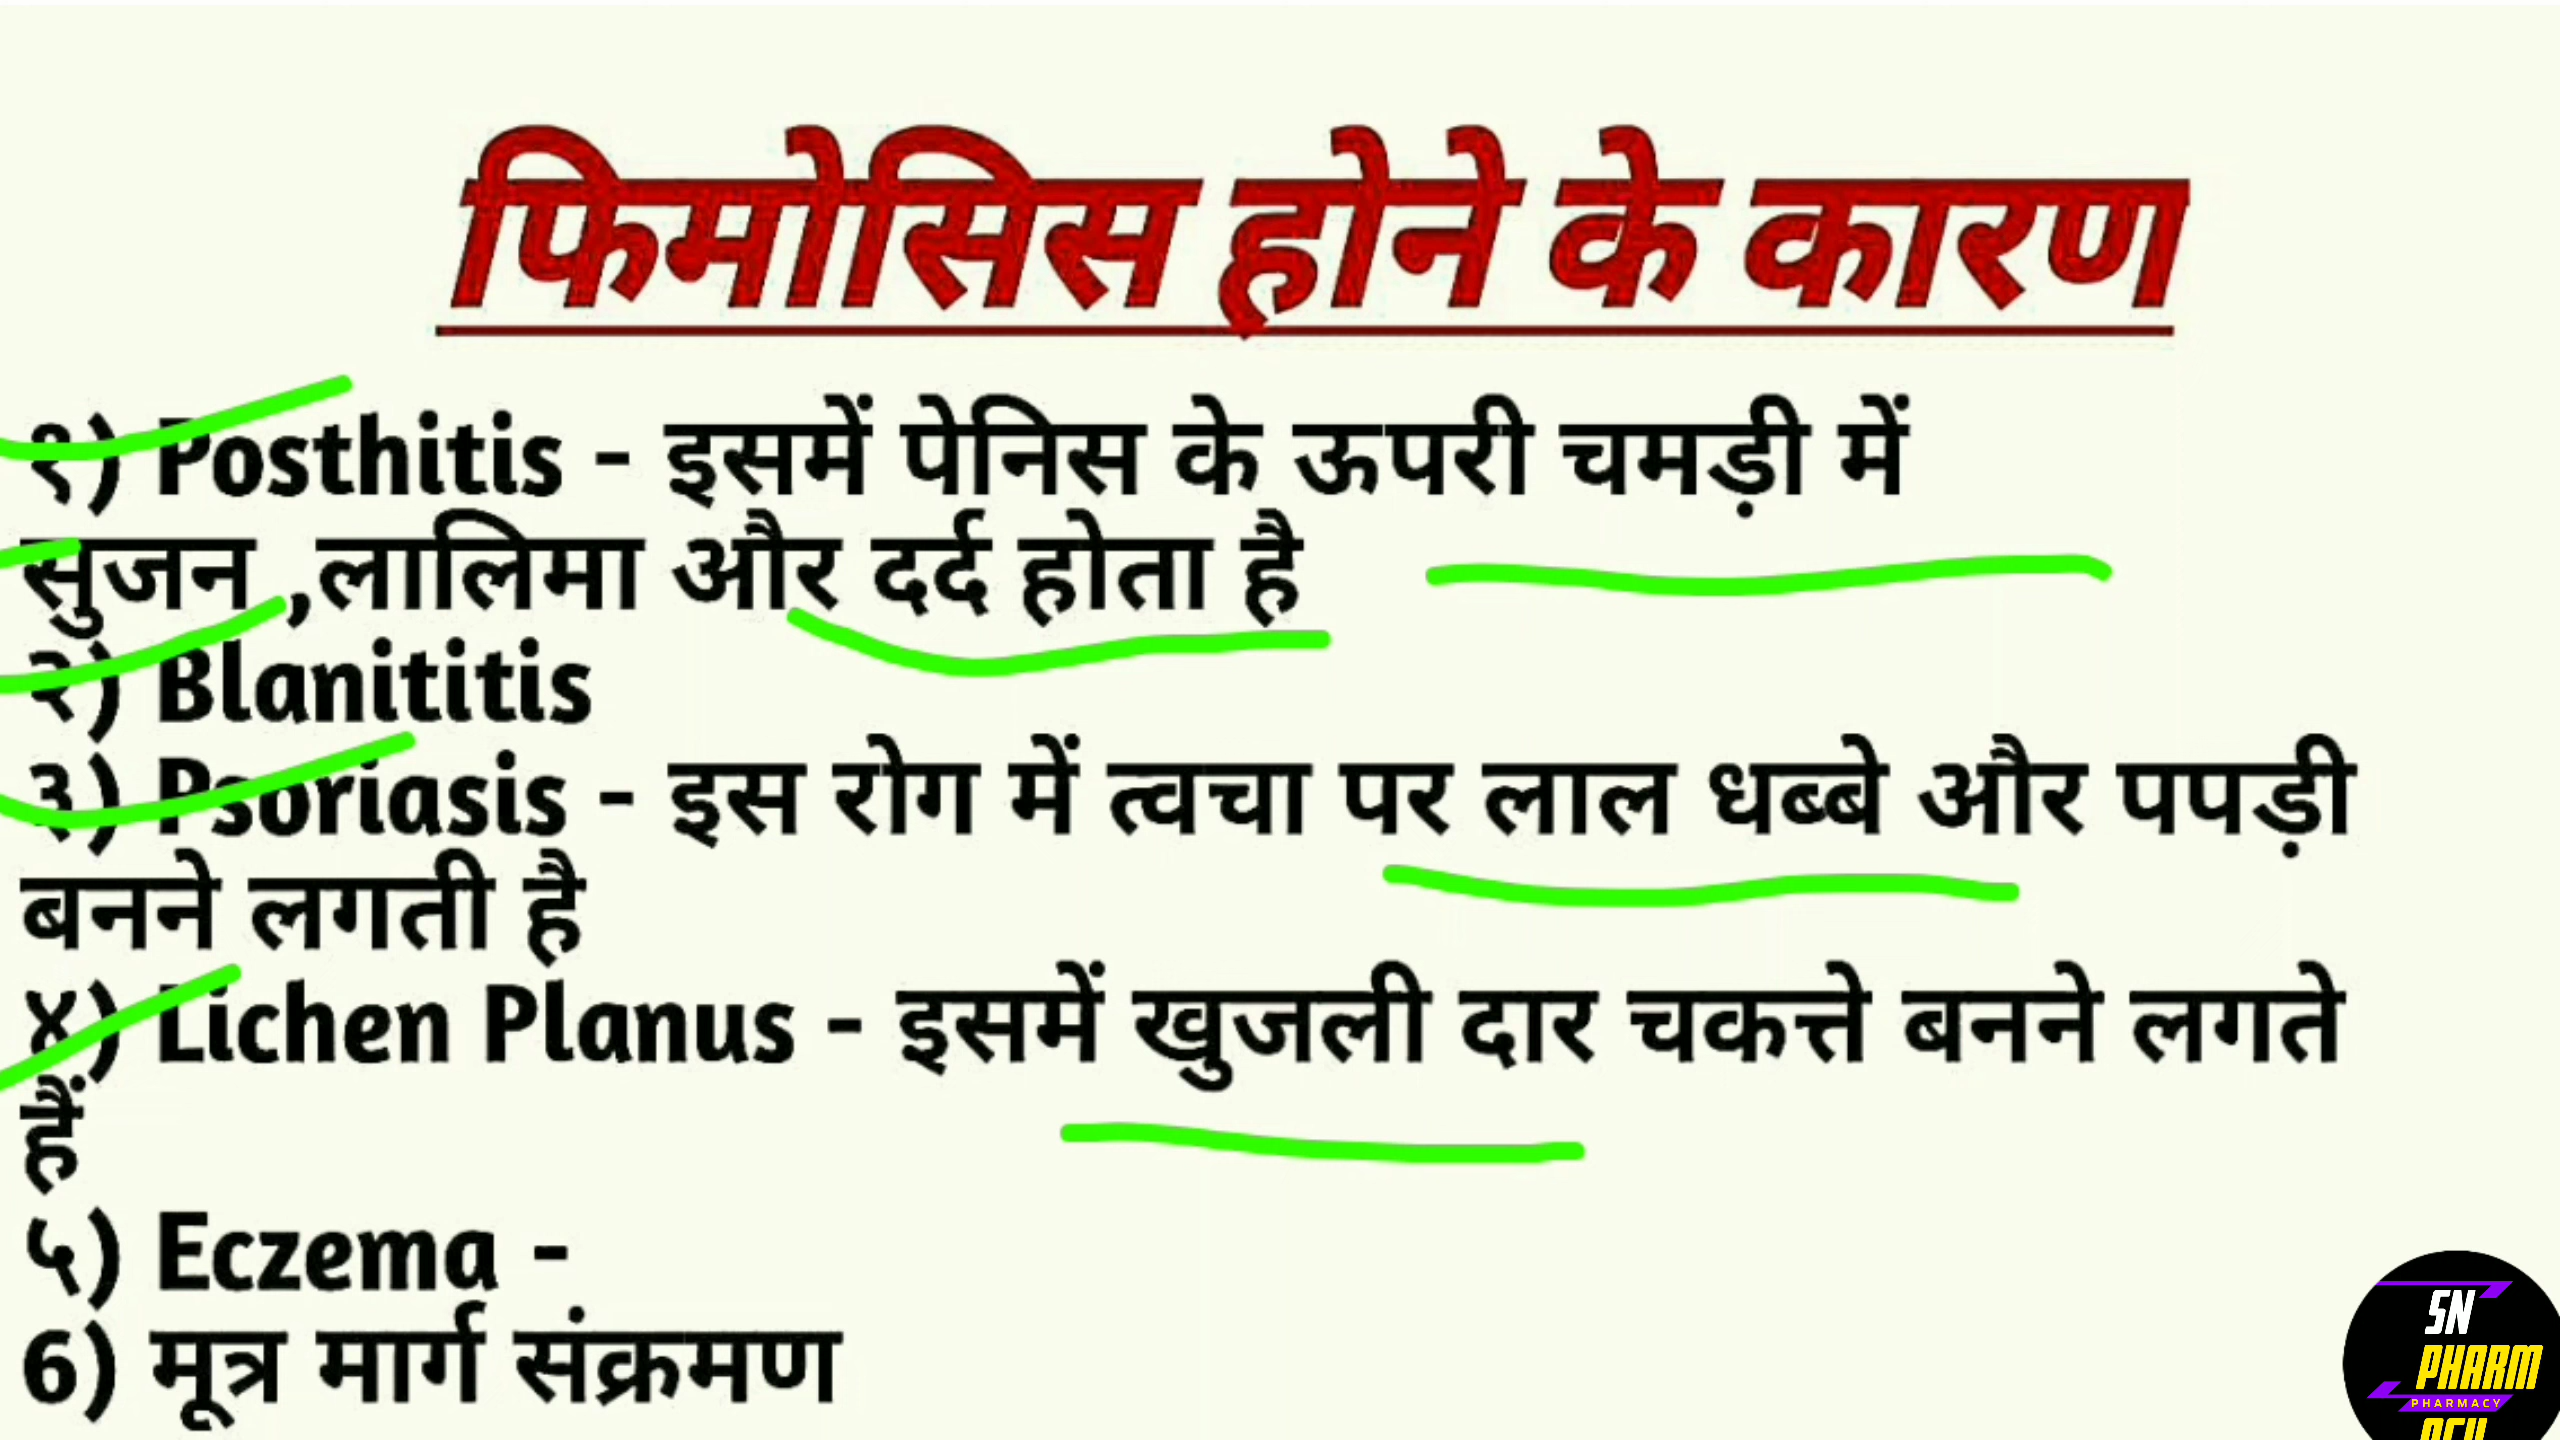 फिमोसिस होने के कारण
१) Posthitis - इसमें पेनिस के ऊपरी चमड़ी में
सुजन ,लालिमा और दर्द होता है
२) Blanititis
३) Psoriasis - इस रोग में त्वचा पर लाल धब्बे और पपड़ी
बनने लगती है
४) Lichen Planus - इसमें खुजली दार चकत्ते बनने लगते
हैं
५) Eczema -
6) मूत्र मार्ग संक्रमण
SN
PHARM
PHARMACY